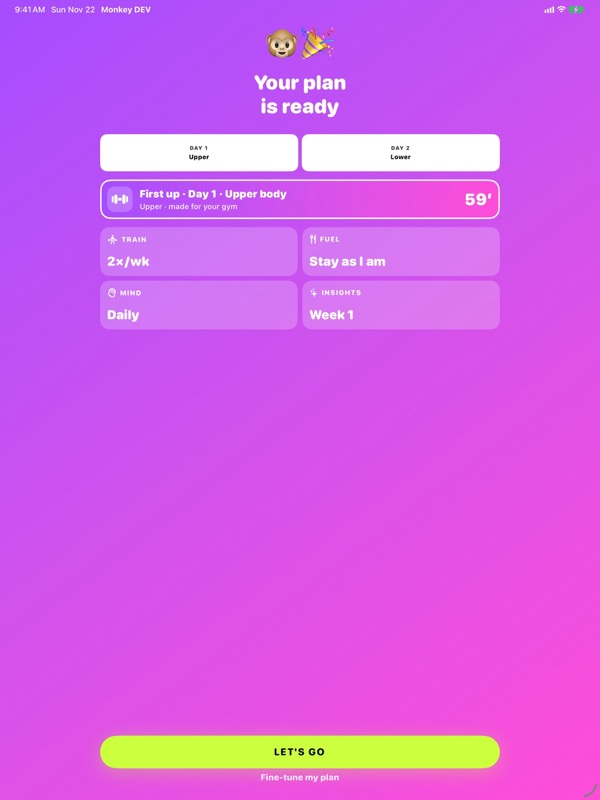 9:41 AM Sun Nov 22 Monkey DEV
Your plan
is ready
DAY 1
Upper
DAY 2
Lower
First up · Day 1 · Upper body
Upper · made for your gym
59′
TRAIN
2×/wk
FUEL
Stay as I am
MIND
Daily
INSIGHTS
Week 1
LET'S GO
Fine-tune my plan